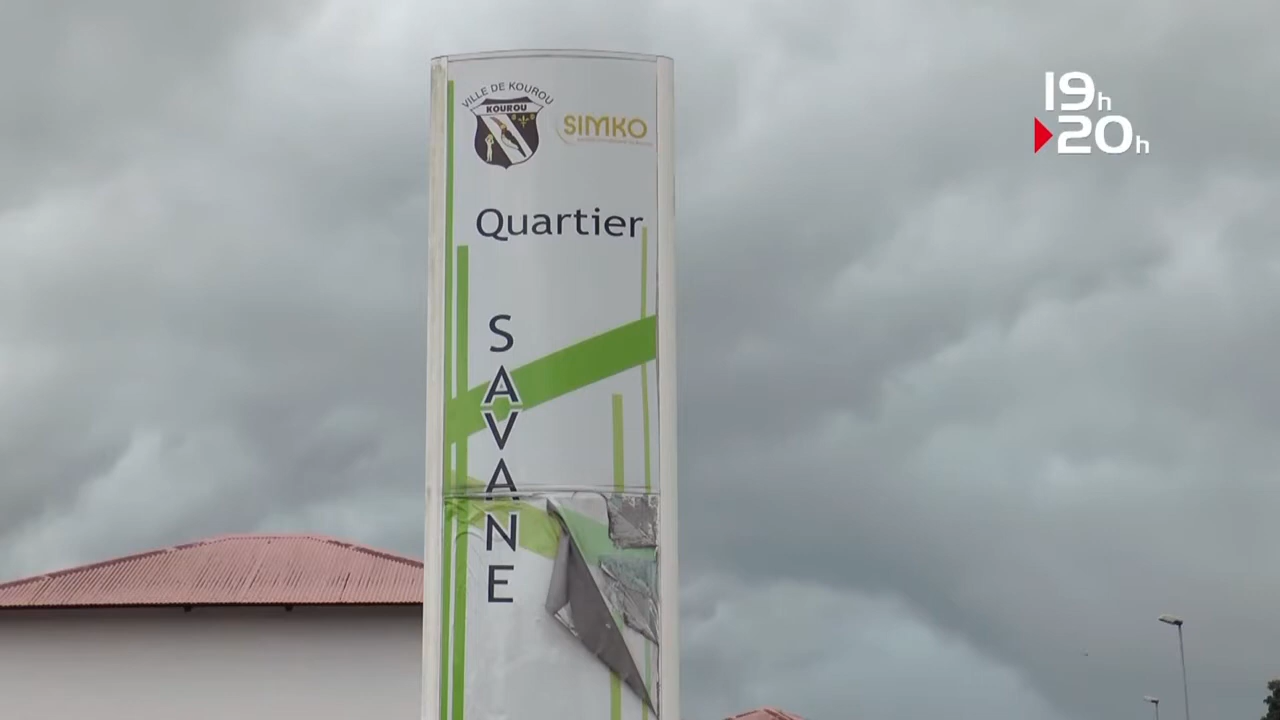 VILLE DE KOUROU
KOUROU
SIMKO
Quartier
SAVANE
19h
20h